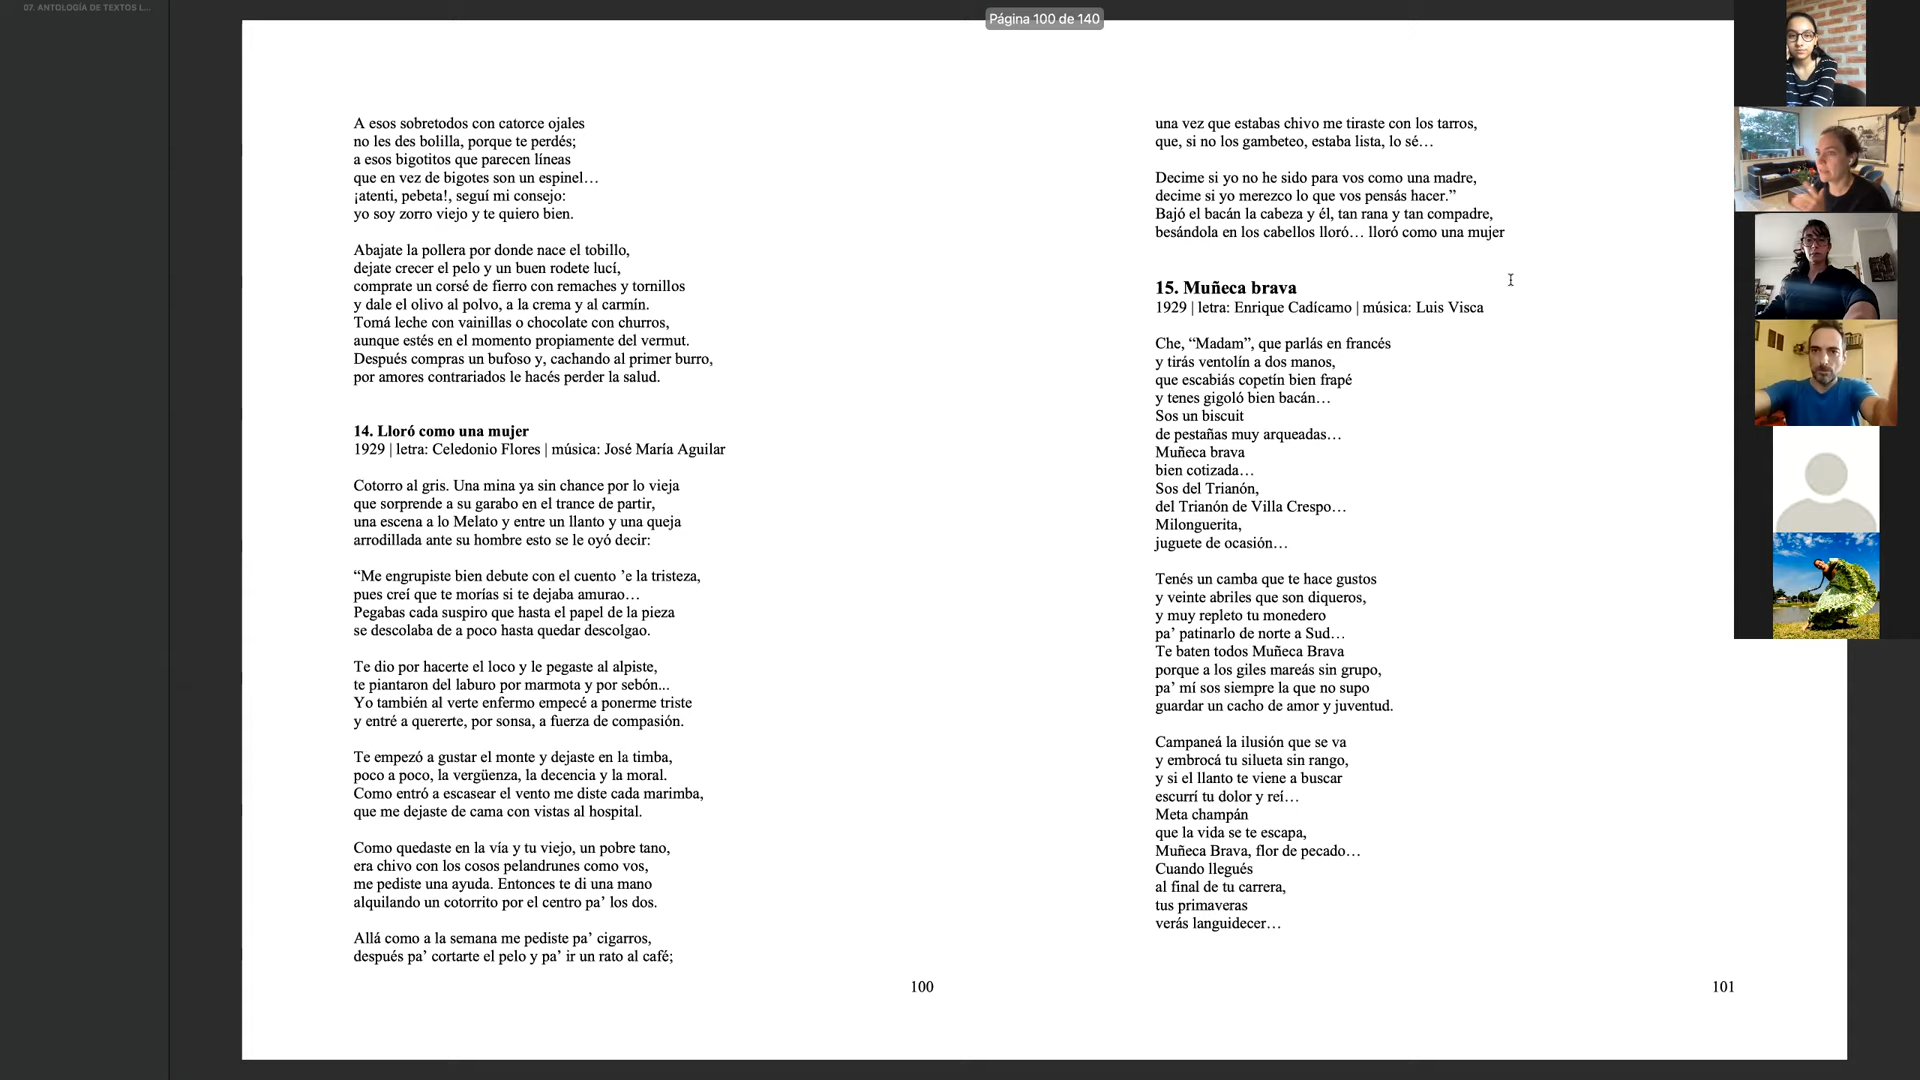 07. ANTOLOGÍA DE TEXTOS L...
Página 100 de 140
A esos sobretodos con catorce ojales
no les des bolilla, porque te perdés;
a esos bigotitos que parecen líneas
que en vez de bigotes son un espinel…
¡atenti, pebeta!, seguí mi consejo:
yo soy zorro viejo y te quiero bien.
Abajate la pollera por donde nace el tobillo,
dejate crecer el pelo y un buen rodete lucí,
comprate un corsé de fierro con remaches y tornillos
y dale el olivo al polvo, a la crema y al carmín.
Tomá leche con vainillas o chocolate con churros,
aunque estés en el momento propiamente del vermut.
Después compras un bufoso y, cachando al primer burro,
por amores contrariados le hacés perder la salud.
14. Lloró como una mujer
1929 | letra: Celedonio Flores | música: José María Aguilar
Cotorro al gris. Una mina ya sin chance por lo vieja
que sorprende a su garabo en el trance de partir,
una escena a lo Melato y entre un llanto y una queja
arrodillada ante su hombre esto se le oyó decir:
“Me engrupiste bien debute con el cuento ’e la tristeza,
pues creí que te morías si te dejaba amurao…
Pegabas cada suspiro que hasta el papel de la pieza
se descolaba de a poco hasta quedar descolgao.
Te dio por hacerte el loco y le pegaste al alpiste,
te piantaron del laburo por marmota y por sebón...
Yo también al verte enfermo empecé a ponerme triste
y entré a quererte, por sonsa, a fuerza de compasión.
Te empezó a gustar el monte y dejaste en la timba,
poco a poco, la vergüenza, la decencia y la moral.
Como entró a escasear el vento me diste cada marimba,
que me dejaste de cama con vistas al hospital.
Como quedaste en la vía y tu viejo, un pobre tano,
era chivo con los cosos pelandrunes como vos,
me pediste una ayuda. Entonces te di una mano
alquilando un cotorrito por el centro pa’ los dos.
Allá como a la semana me pediste pa’ cigarros,
después pa’ cortarte el pelo y pa’ ir un rato al café;
100
una vez que estabas chivo me tiraste con los tarros,
que, si no los gambeteo, estaba lista, lo sé…
Decime si yo no he sido para vos como una madre,
decime si yo merezco lo que vos pensás hacer.”
Bajó el bacán la cabeza y él, tan rana y tan compadre,
besándola en los cabellos lloró… lloró como una mujer
15. Muñeca brava
1929 | letra: Enrique Cadícamo | música: Luis Visca
Che, “Madam”, que parlás en francés
y tirás ventolín a dos manos,
que escabiás copetín bien frapé
y tenes gigoló bien bacán…
Sos un biscuit
de pestañas muy arqueadas…
Muñeca brava
bien cotizada…
Sos del Trianón,
del Trianón de Villa Crespo…
Milonguerita,
juguete de ocasión…
Tenés un camba que te hace gustos
y veinte abriles que son diqueros,
y muy repleto tu monedero
pa’ patinarlo de norte a Sud…
Te baten todos Muñeca Brava
porque a los giles mareás sin grupo,
pa’ mí sos siempre la que no supo
guardar un cacho de amor y juventud.
Campaneá la ilusión que se va
y embrocá tu silueta sin rango,
y si el llanto te viene a buscar
escurrí tu dolor y reí…
Meta champán
que la vida se te escapa,
Muñeca Brava, flor de pecado…
Cuando llegués
al final de tu carrera,
tus primaveras
verás languidecer…
101